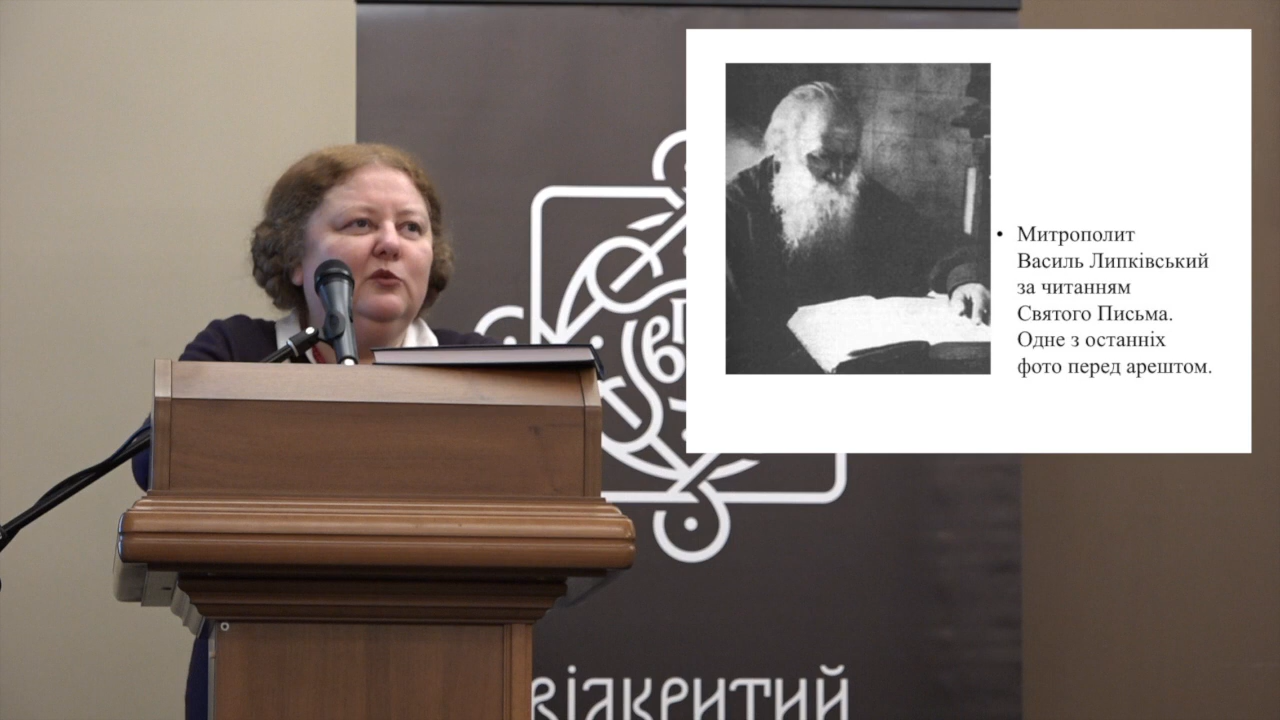 • Митрополит
Василь Липківський
за читанням
Святого Письма.
Одне з останніх
фото перед арештом.
відкритий